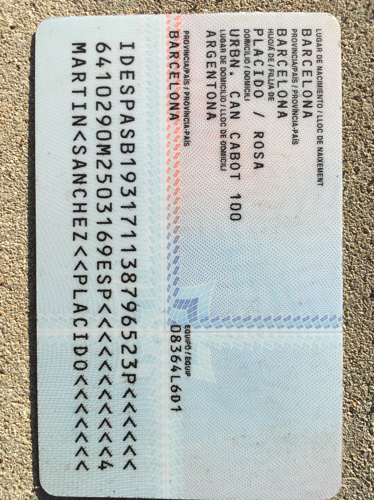 LUGAR DE NACIMIENTO / LLOC DE NAIXEMENT
BARCELONA
PROVINCIA/PAÍS / PROVÍNCIA-PAÍS
BARCELONA
HIJO/A DE / FILL/A DE
PLACIDO / ROSA
DOMICILIO / DOMICILI
URBN. CAN CABOT 100
LUGAR DE DOMICILIO / LLOC DE DOMICILI
ARGENTONA
PROVINCIA/PAÍS / PROVÍNCIA-PAÍS
BARCELONA
EQUIPO / EQUIP
08364L6D1
IDESPASB193171138796523P<<<<<<
6410290M2503169ESP<<<<<<<<<<<4
MARTIN<SANCHEZ<<PLACIDO<<<<<<<